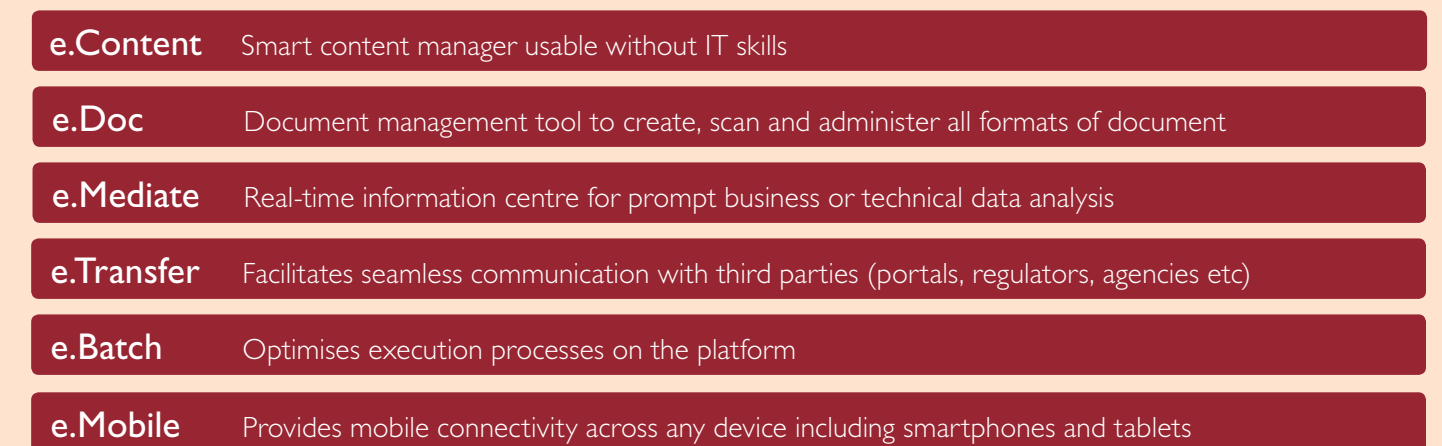 e.Content Smart content manager usable without IT skills
e.Doc Document management tool to create, scan and administer all formats of document
e.Mediate Real-time information centre for prompt business or technical data analysis
e.Transfer Facilitates seamless communication with third parties (portals, regulators, agencies etc)
e.Batch Optimises execution processes on the platform
e.Mobile Provides mobile connectivity across any device including smartphones and tablets